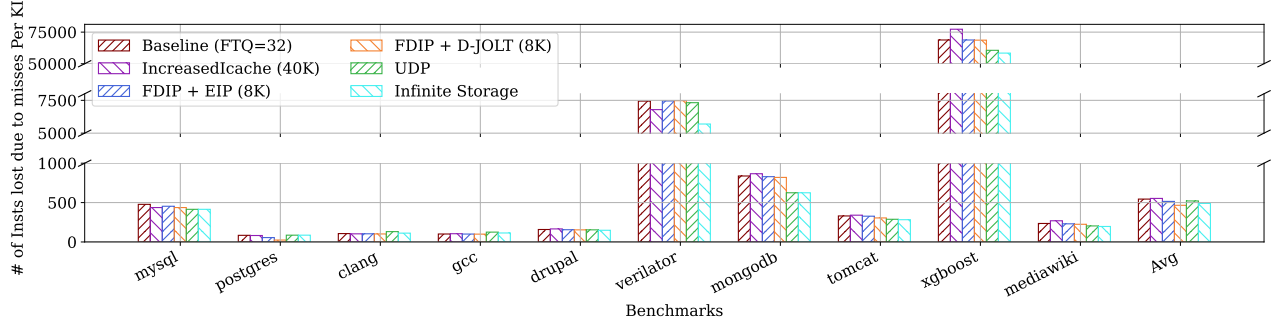 # of Insts lost due to misses Per KI
75000
50000
7500
5000
1000
500
0
Baseline (FTQ=32)
IncreasedIcache (40K)
FDIP + EIP (8K)
FDIP + D-JOLT (8K)
UDP
Infinite Storage
mysql
postgres
clang
gcc
drupal
verilator
mongodb
tomcat
xgboost
mediawiki
Avg
Benchmarks